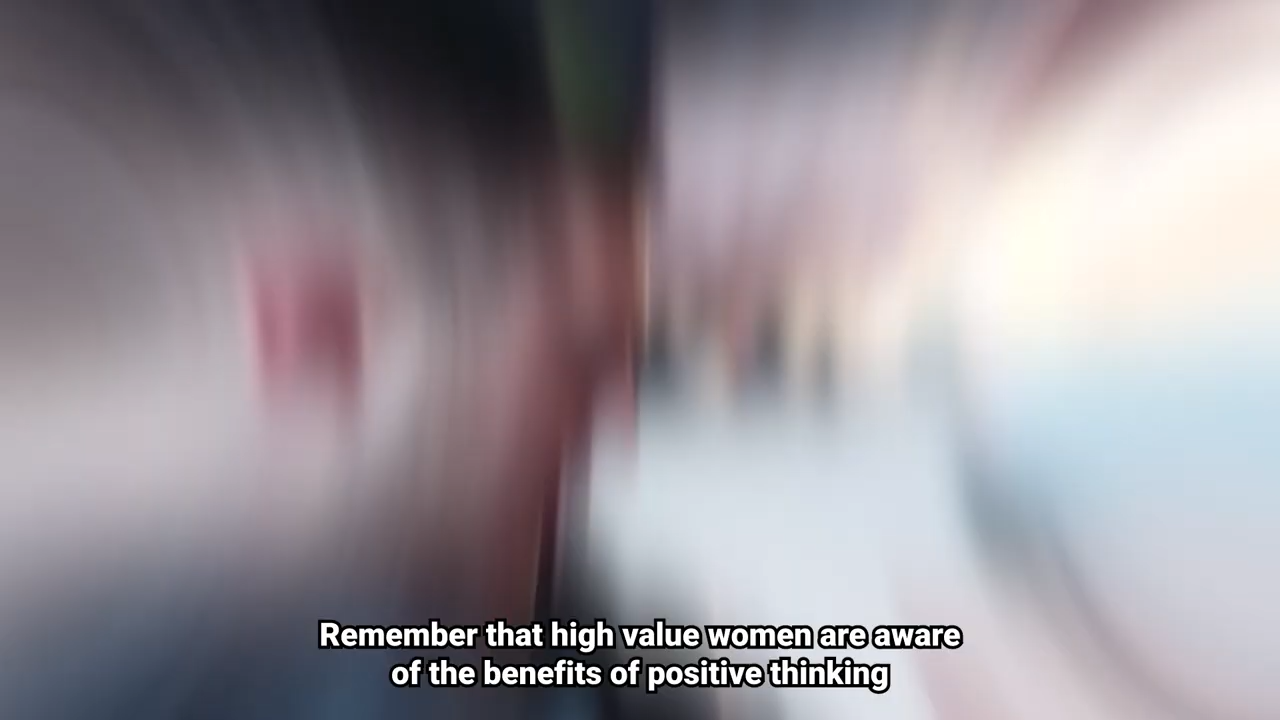 Remember that high value women are aware
of the benefits of positive thinking